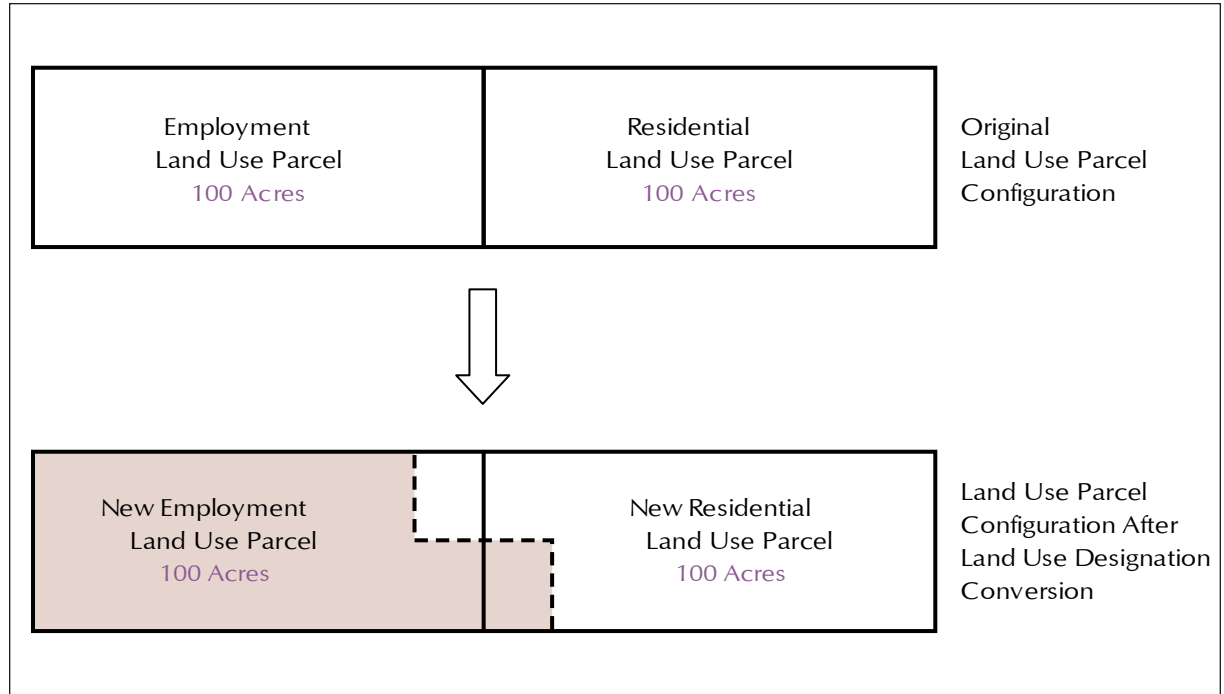 Employment
Land Use Parcel
100 Acres
Residential
Land Use Parcel
100 Acres
Original
Land Use Parcel
Configuration
New Employment
Land Use Parcel
100 Acres
New Residential
Land Use Parcel
100 Acres
Land Use Parcel
Configuration After
Land Use Designation
Conversion